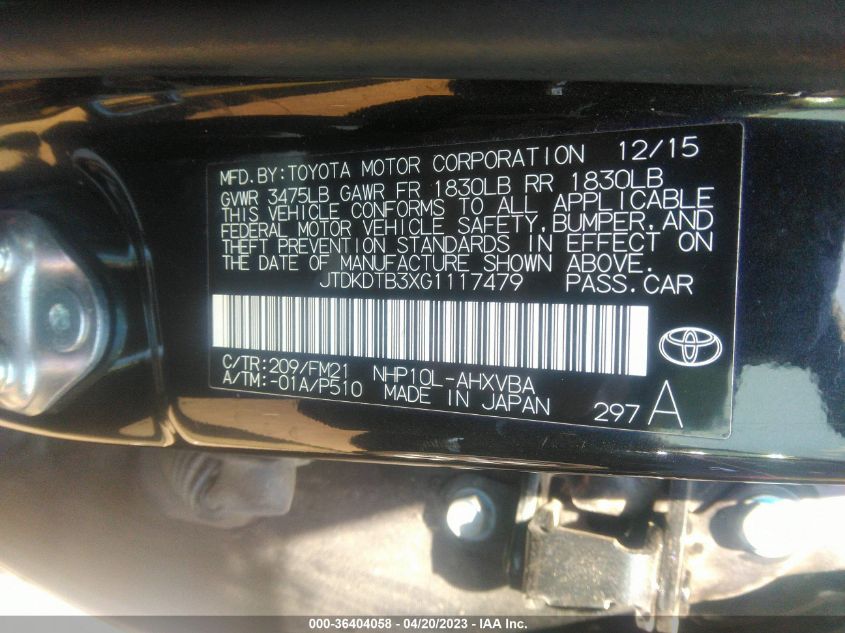 MFD.BY:TOYOTA MOTOR CORPORATION 12/15
GVWR 3475LB GAWR FR 1830LB RR 1830LB
THIS VEHICLE CONFORMS TO ALL APPLICABLE
FEDERAL MOTOR VEHICLE SAFETY,BUMPER,AND
THEFT PREVENTION STANDARDS IN EFFECT ON
THE DATE OF MANUFACTURE SHOWN ABOVE.
JTDKDTB3XG1117479 PASS.CAR
C/TR:209/FM21 NHP10L-AHXVBA
A/TM:-01A/P510 MADE IN JAPAN 297 A
000-36404058 - 04/20/2023 - IAA Inc.